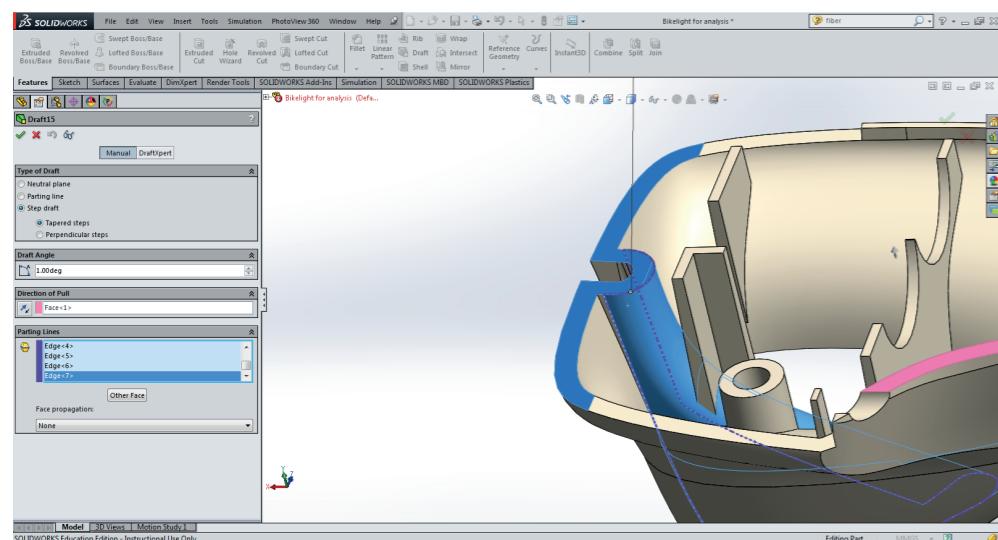 SOLIDWORKS File Edit View Insert Tools Simulation PhotoView 360 Window Help Bikelight for analysis * fiber
Extruded Boss/Base Revolved Boss/Base Swept Boss/Base Lofted Boss/Base Boundary Boss/Base Extruded Cut Hole Wizard Revolved Cut Swept Cut Lofted Cut Boundary Cut Fillet Linear Pattern Rib Draft Shell Wrap Intersect Mirror Reference Geometry Curves Instant3D Combine Split Join
Features Sketch Surfaces Evaluate DimXpert Render Tools SOLIDWORKS Add-Ins Simulation SOLIDWORKS MBD SOLIDWORKS Plastics
Bikelight for analysis (Defa...
Draft15 ?
Manual DraftXpert
Type of Draft
Neutral plane
Parting line
Step draft
Tapered steps
Perpendicular steps
Draft Angle
1.00deg
Direction of Pull
Face<1>
Parting Lines
Edge<4>
Edge<5>
Edge<6>
Edge<7>
Other Face
Face propagation:
None
Y
Z
X
Model 3D Views Motion Study 1
SOLIDWORKS Education Edition - Instructional Use Only Editing Part MMGS